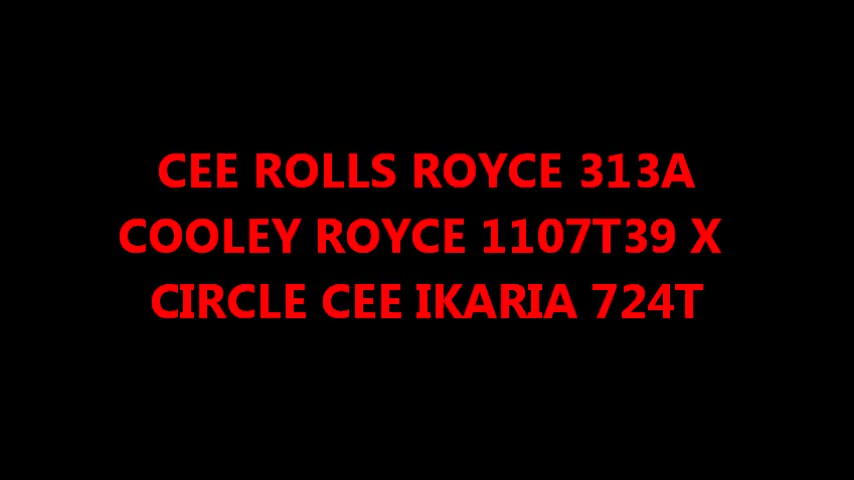 CEE ROLLS ROYCE 313A
COOLEY ROYCE 1107T39 X
CIRCLE CEE IKARIA 724T